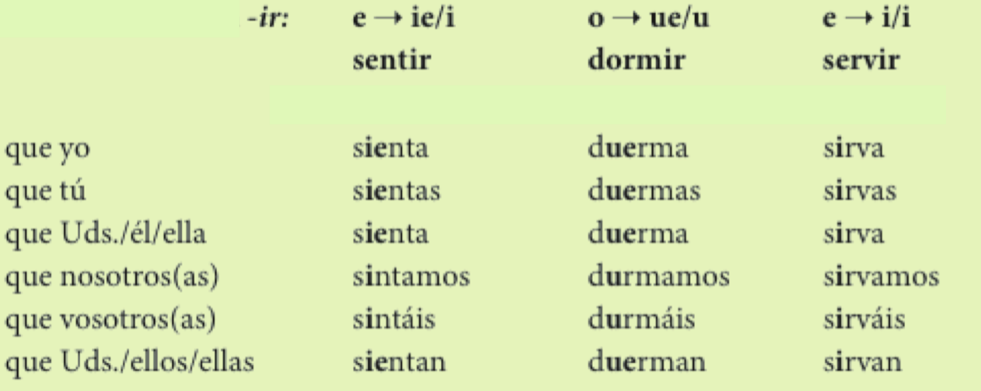 -ir: e → ie/i o → ue/u e → i/i
sentir dormir servir
que yo sienta duerma sirva
que tú sientas duermas sirvas
que Uds./él/ella sienta duerma sirva
que nosotros(as) sintamos durmamos sirvamos
que vosotros(as) sintáis durmáis sirváis
que Uds./ellos/ellas sientan duerman sirvan